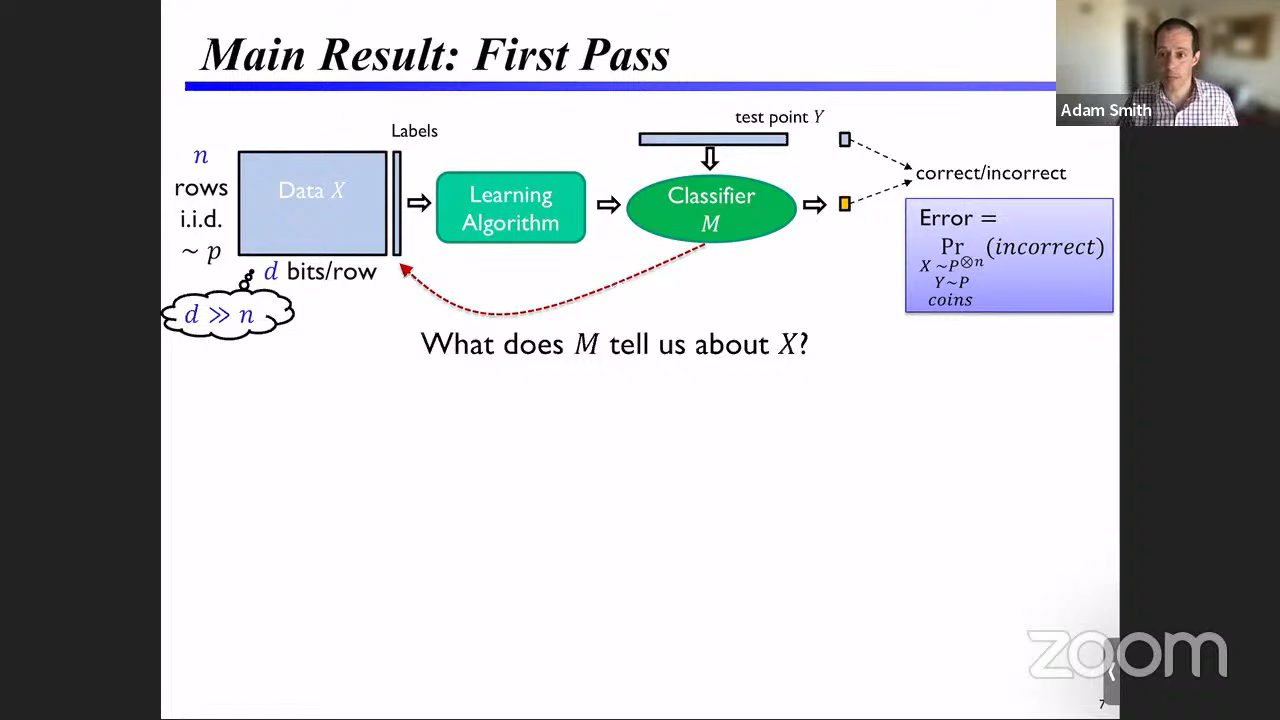 Main Result: First Pass
Adam Smith
test point Y
Labels
n
rows
i.i.d.
~ p
Data X
Learning
Algorithm
Classifier
M
correct/incorrect
Error =
Pr (incorrect)
X ~P^{⊗n}
Y~P
coins
d bits/row
d ≫ n
What does M tell us about X?
zoom
7